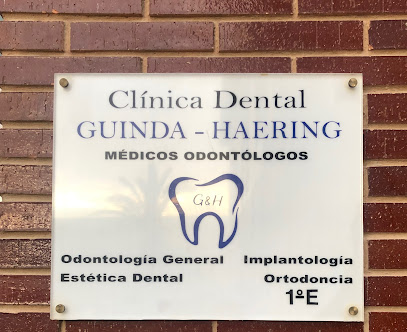 Clínica Dental
GUINDA - HAERING
MÉDICOS ODONTÓLOGOS
G&H
Odontología General Implantología
Estética Dental Ortodoncia
1ºE